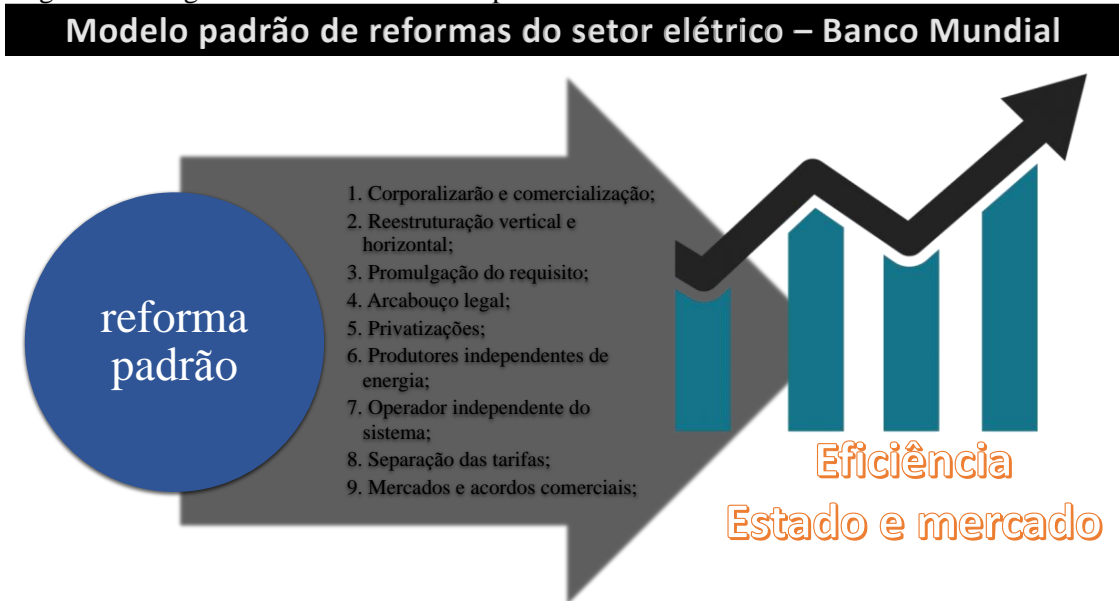 Modelo padrão de reformas do setor elétrico – Banco Mundial
reforma
padrão
1. Corporalizarão e comercialização;
2. Reestruturação vertical e
horizontal;
3. Promulgação do requisito;
4. Arcabouço legal;
5. Privatizações;
6. Produtores independentes de
energia;
7. Operador independente do
sistema;
8. Separação das tarifas;
9. Mercados e acordos comerciais;
Eficiência
Estado e mercado